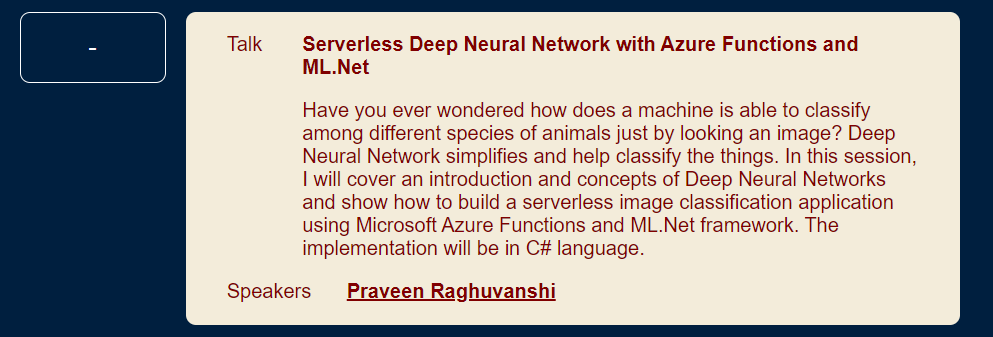 -
Talk Serverless Deep Neural Network with Azure Functions and
ML.Net
Have you ever wondered how does a machine is able to classify
among different species of animals just by looking an image? Deep
Neural Network simplifies and help classify the things. In this session,
I will cover an introduction and concepts of Deep Neural Networks
and show how to build a serverless image classification application
using Microsoft Azure Functions and ML.Net framework. The
implementation will be in C# language.
Speakers Praveen Raghuvanshi